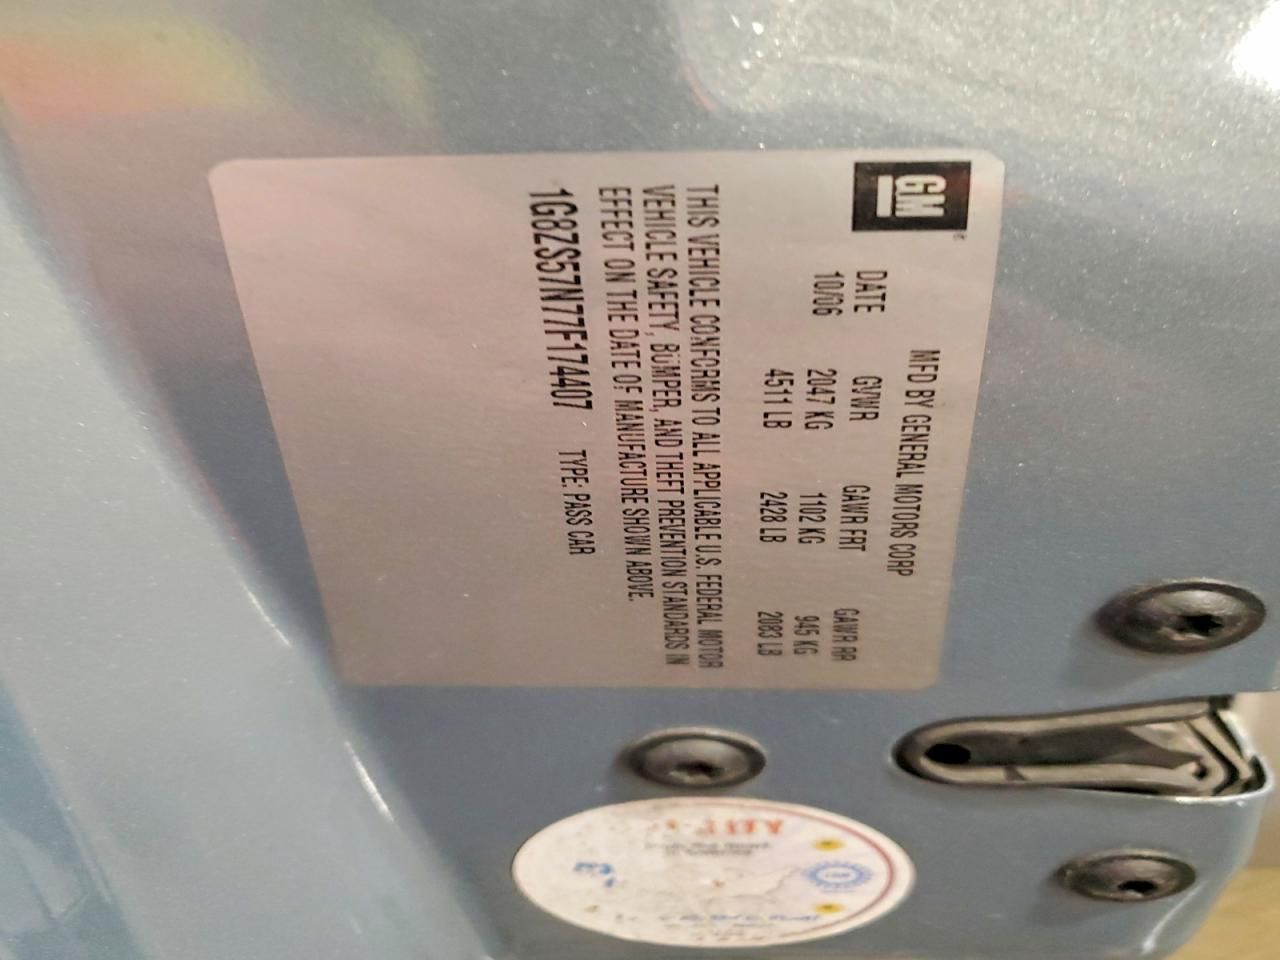 GM
MFD BY GENERAL MOTORS CORP
DATE GVWR GAWR FRT GAWR RR
10/06 2047 KG 1102 KG 945 KG
4511 LB 2428 LB 2083 LB
THIS VEHICLE CONFORMS TO ALL APPLICABLE U.S. FEDERAL MOTOR
VEHICLE SAFETY, BUMPER, AND THEFT PREVENTION STANDARDS IN
EFFECT ON THE DATE OF MANUFACTURE SHOWN ABOVE.
1G8ZS57N77F174407 TYPE: PASS CAR